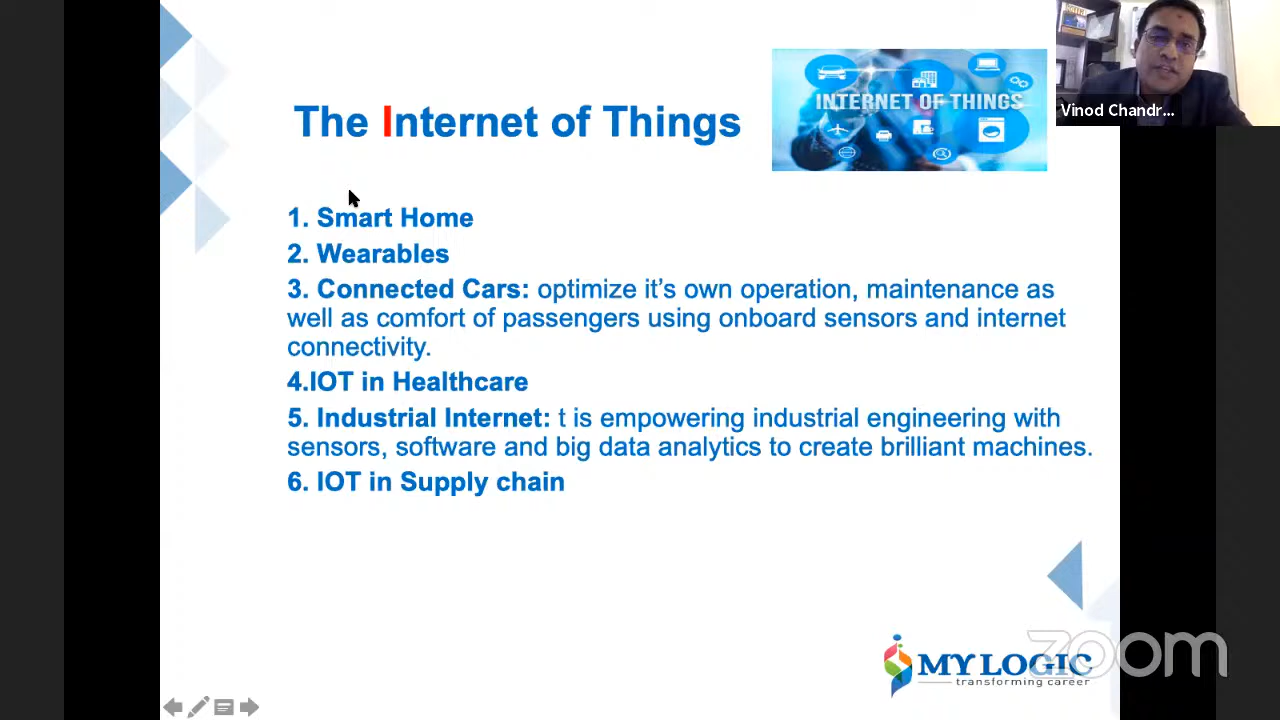 The Internet of Things
INTERNET OF THINGS
Vinod Chandr...
1. Smart Home
2. Wearables
3. Connected Cars: optimize it's own operation, maintenance as
well as comfort of passengers using onboard sensors and internet
connectivity.
4.IOT in Healthcare
5. Industrial Internet: t is empowering industrial engineering with
sensors, software and big data analytics to create brilliant machines.
6. IOT in Supply chain
MY LOGIC
transforming career
zoom